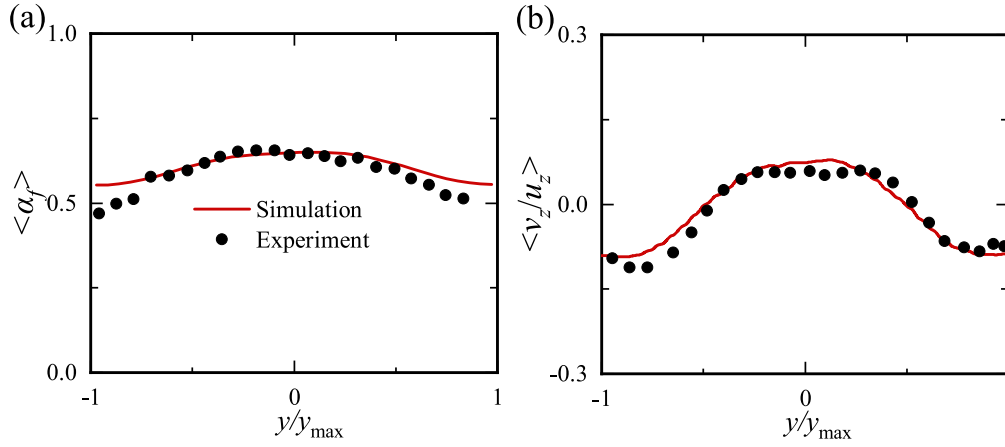 (a)
1.0
0.5
0.0
<α_f>
Simulation
Experiment
-1
0
1
y/y_max
(b)
0.3
0.0
-0.3
<v_z/u_z>
-1
0
y/y_max